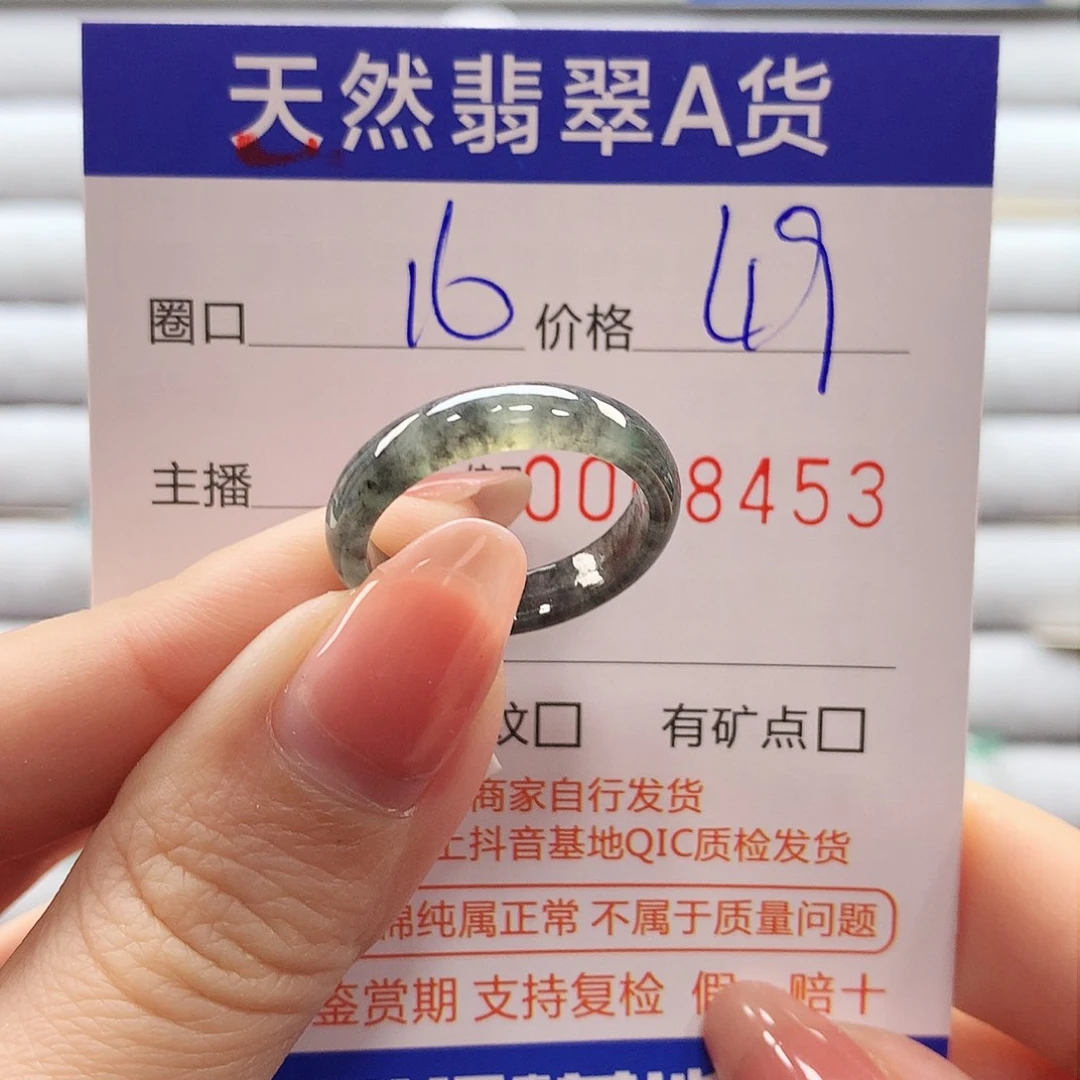 天然翡翠A货
圈口 16 价格 49
主播 00 8453
纹□ 有矿点□
商家自行发货
抖音基地QIC质检发货
棉纯属正常 不属于质量问题
鉴赏期 支持复检 假 赔十